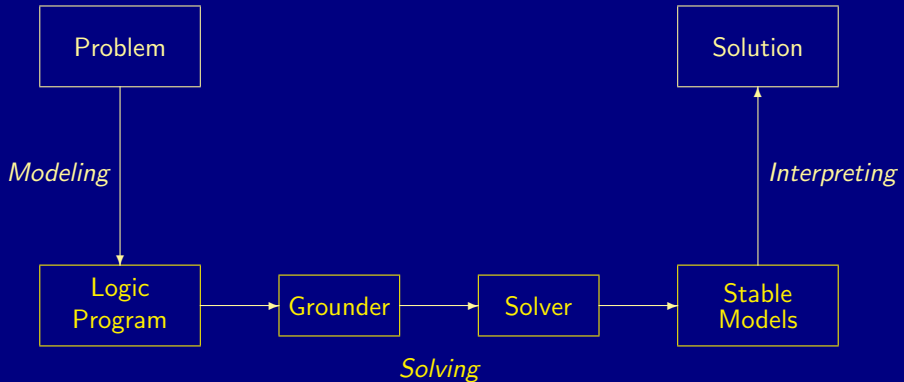 Problem
Solution
Modeling
Interpreting
Logic
Program
Grounder
Solver
Stable
Models
Solving